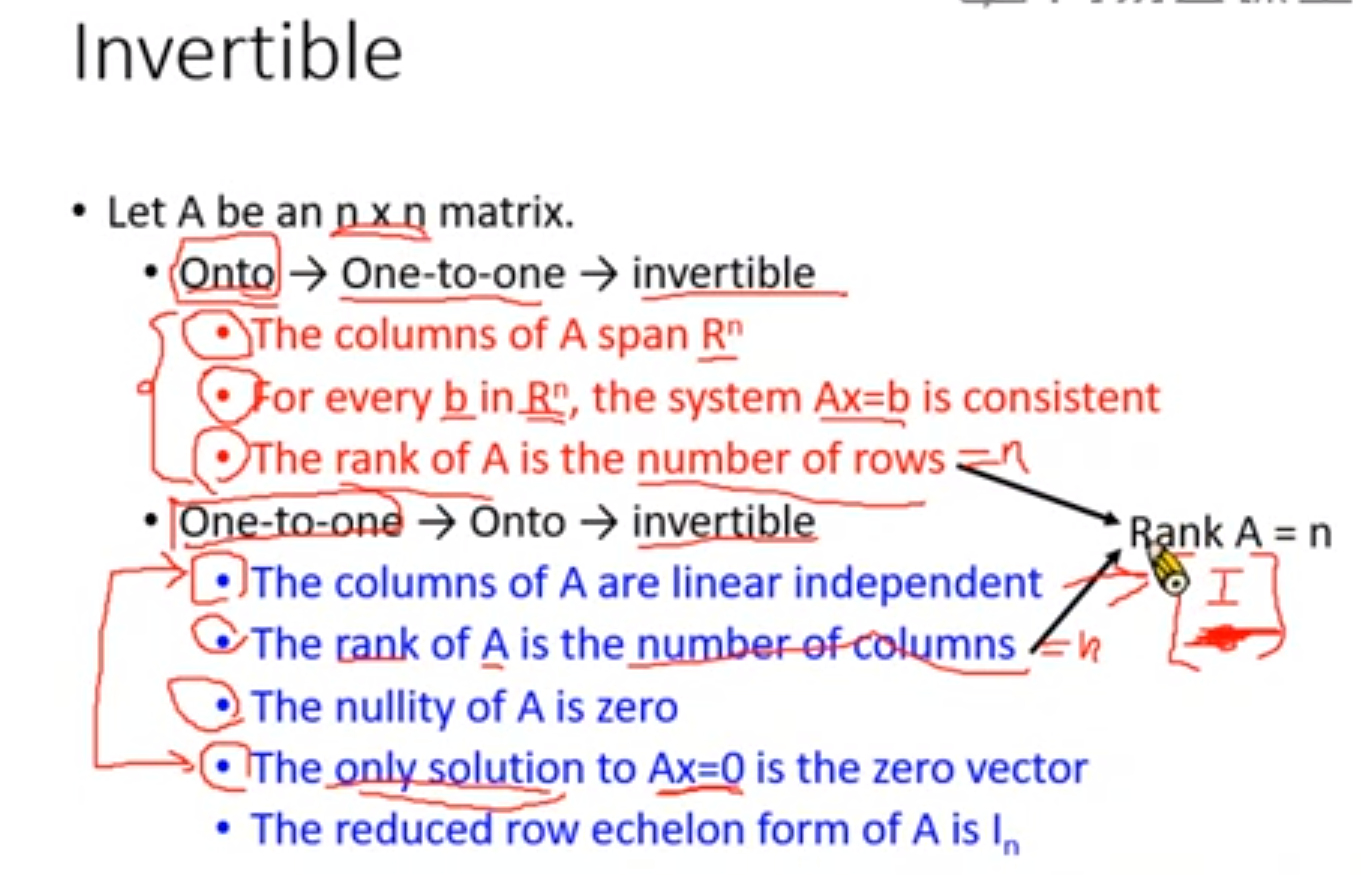 Invertible
• Let A be an n x n matrix.
• Onto → One-to-one → invertible
• The columns of A span Rⁿ
• For every b in Rⁿ, the system Ax=b is consistent
• The rank of A is the number of rows =n
• One-to-one → Onto → invertible
Rank A = n
• The columns of A are linear independent
I
• The rank of A is the number of columns =n
• The nullity of A is zero
• The only solution to Ax=0 is the zero vector
• The reduced row echelon form of A is Iₙ